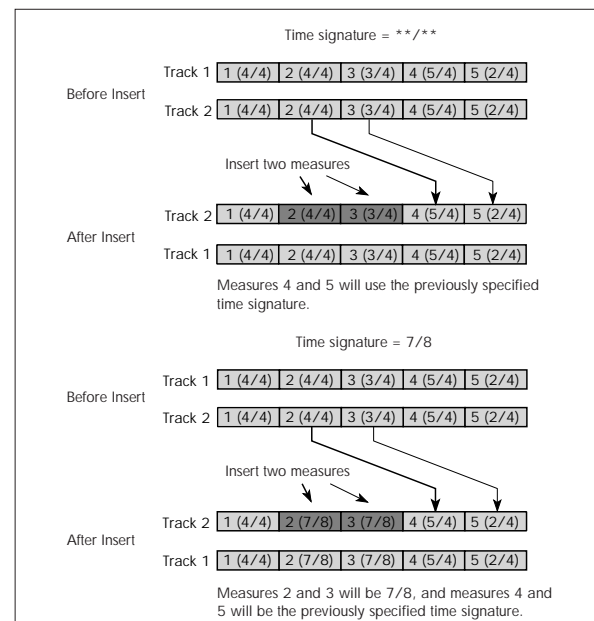 Time signature = **/**
Track 1 1 (4/4) 2 (4/4) 3 (3/4) 4 (5/4) 5 (2/4)
Before Insert
Track 2 1 (4/4) 2 (4/4) 3 (3/4) 4 (5/4) 5 (2/4)
Insert two measures
Track 2 1 (4/4) 2 (4/4) 3 (3/4) 4 (5/4) 5 (2/4)
After Insert
Track 1 1 (4/4) 2 (4/4) 3 (3/4) 4 (5/4) 5 (2/4)
Measures 4 and 5 will use the previously specified
time signature.
Time signature = 7/8
Track 1 1 (4/4) 2 (4/4) 3 (3/4) 4 (5/4) 5 (2/4)
Before Insert
Track 2 1 (4/4) 2 (4/4) 3 (3/4) 4 (5/4) 5 (2/4)
Insert two measures
Track 2 1 (4/4) 2 (7/8) 3 (7/8) 4 (5/4) 5 (2/4)
After Insert
Track 1 1 (4/4) 2 (7/8) 3 (7/8) 4 (5/4) 5 (2/4)
Measures 2 and 3 will be 7/8, and measures 4 and
5 will be the previously specified time signature.